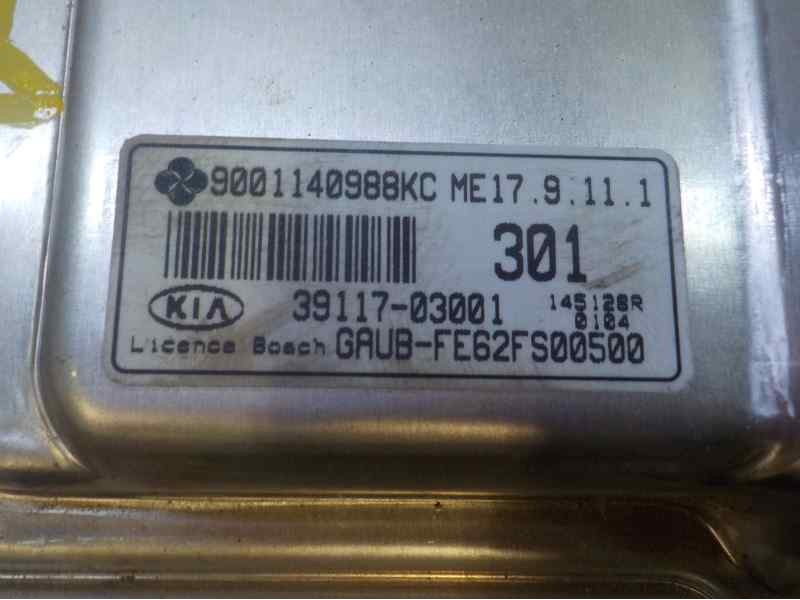 9001140988KC ME17.9.11.1
301
KIA 39117-03001 145128R
0104
Licence Bosch GAUB-FE62FS00500